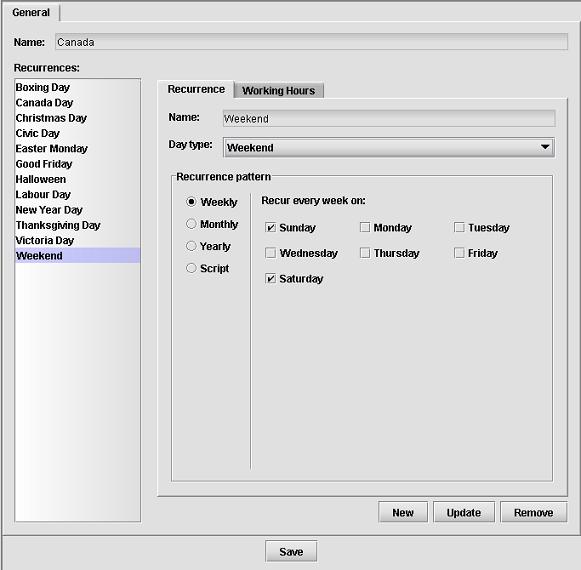 General
Name: Canada
Recurrences:
Boxing Day
Canada Day
Christmas Day
Civic Day
Easter Monday
Good Friday
Halloween
Labour Day
New Year Day
Thanksgiving Day
Victoria Day
Weekend
Recurrence Working Hours
Name: Weekend
Day type: Weekend
Recurrence pattern
Weekly
Monthly
Yearly
Script
Recur every week on:
Sunday Monday Tuesday
Wednesday Thursday Friday
Saturday
New Update Remove
Save